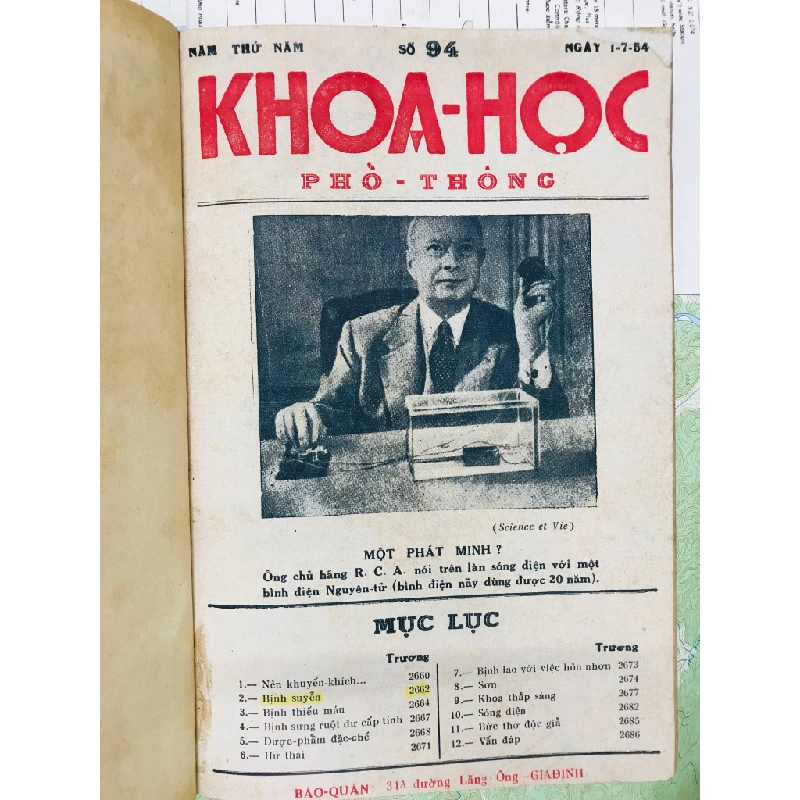 NĂM THỨ NĂM SỐ 94 NGÀY 1-7-54
KHOA-HỌC
PHỔ-THÔNG
(Science et Vie)
MỘT PHÁT MINH ?
Ông chủ hãng R. C. A. nói trên làn sóng điện với một
bình điện Nguyên-tử (bình điện nầy dùng được 20 năm).
MỤC LỤC
Trương
1.— Nên khuyến-khích... 2660
2.— Bịnh suyễn 2662
3.— Bịnh thiếu máu 2664
4.— Bịnh sưng ruột dư cấp tính 2667
5.— Dược-phẩm đặc-chế 2668
6.— Hư thai 2671
Trương
7.— Bịnh lao với việc hôn nhơn 2673
8.— Sơn 2674
9.— Khoa thắp sáng 2677
10.— Sóng điện 2682
11.— Bức thơ độc giả 2685
12.— Vấn đáp 2686
BÁO-QUÁN 31A đường Lăng Ông -GIAĐỊNH